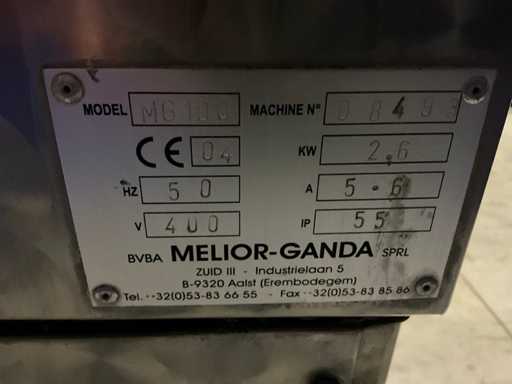 MODEL MG100 MACHINE N° 08493
CE 04 KW 2,6
HZ 50 A 5.6
V 400 IP 55
BVBA MELIOR-GANDA SPRL
ZUID III - Industrielaan 5
B-9320 Aalst (Erembodegem)
Tel. ··32(0)53-83 66 55 - Fax ··32(0)53-83 85 86